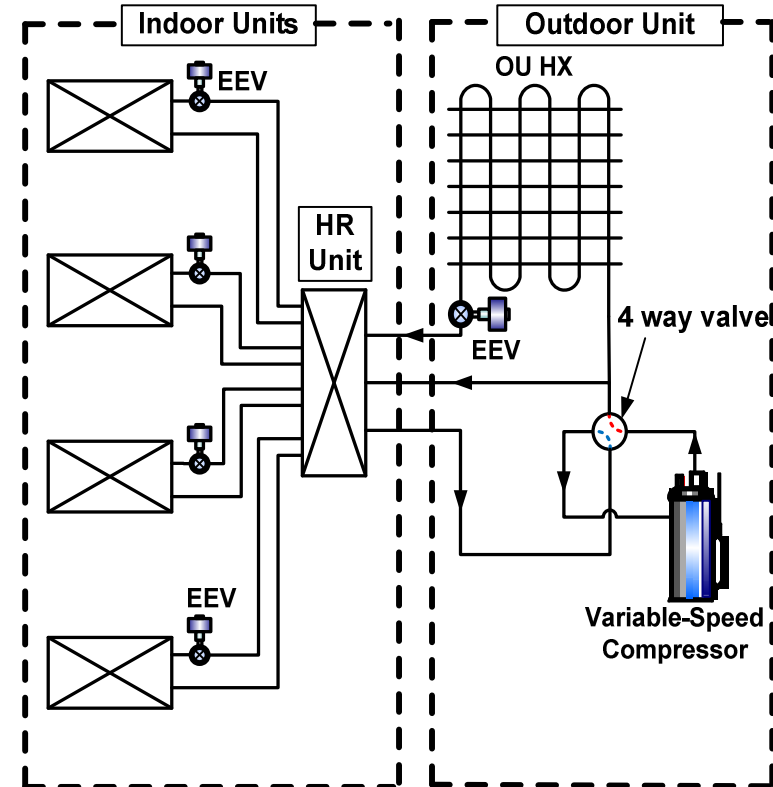 Indoor Units
Outdoor Unit
EEV
OU HX
HR
Unit
EEV
4 way valve
EEV
Variable-Speed
Compressor